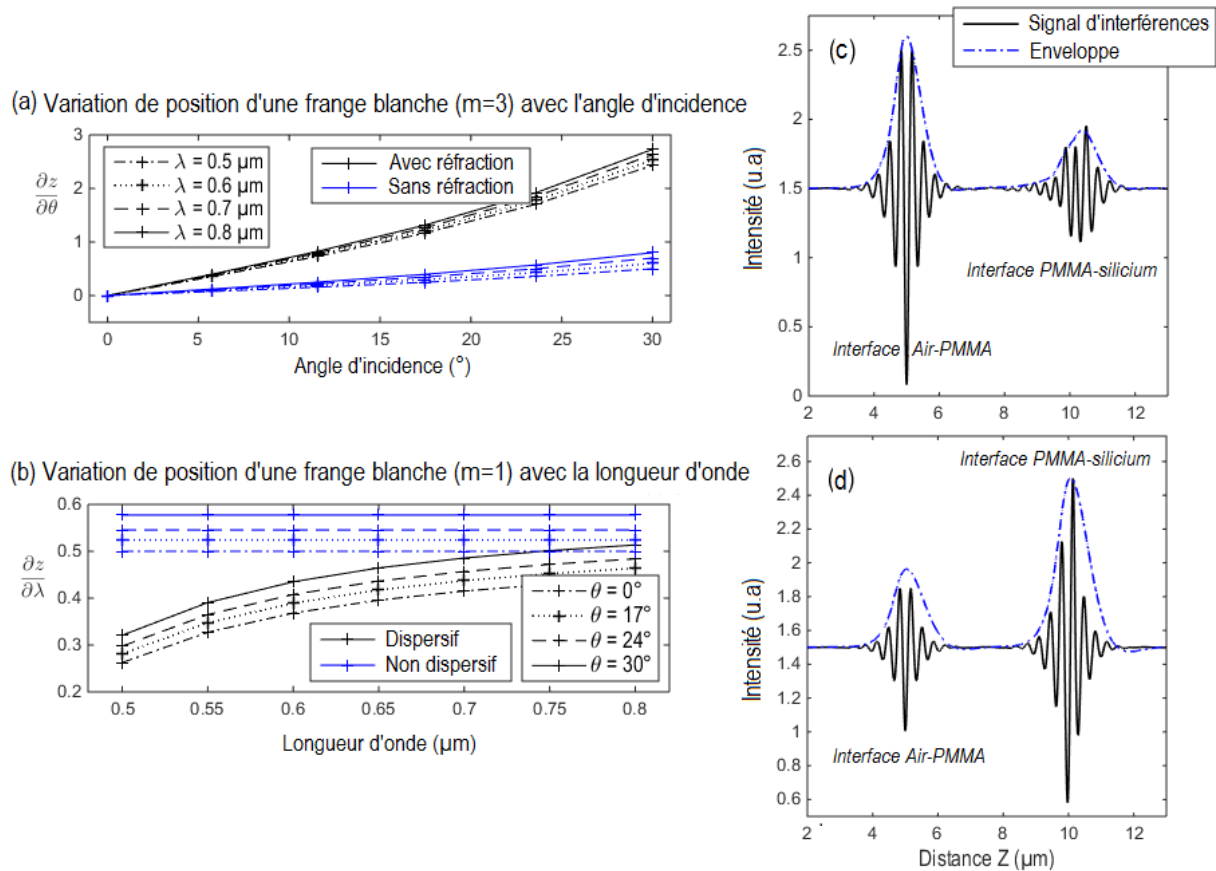 (a) Variation de position d'une frange blanche (m=3) avec l'angle d'incidence
∂z
∂θ
3
2
1
0
λ = 0.5 µm
λ = 0.6 µm
λ = 0.7 µm
λ = 0.8 µm
Avec réfraction
Sans réfraction
0 5 10 15 20 25 30
Angle d'incidence (°)
(b) Variation de position d'une frange blanche (m=1) avec la longueur d'onde
∂z
∂λ
0.6
0.5
0.4
0.3
0.2
Dispersif
Non dispersif
θ = 0°
θ = 17°
θ = 24°
θ = 30°
0.5 0.55 0.6 0.65 0.7 0.75 0.8
Longueur d'onde (µm)
(c)
Signal d'interférences
Enveloppe
Intensité (u.a)
2.5
2
1.5
1
0.5
0
Interface PMMA-silicium
Interface Air-PMMA
2 4 6 8 10 12
(d)
Interface PMMA-silicium
Intensité (u.a)
2.6
2.4
2.2
2
1.8
1.6
1.4
1.2
1
0.8
0.6
Interface Air-PMMA
2 4 6 8 10 12
Distance Z (µm)